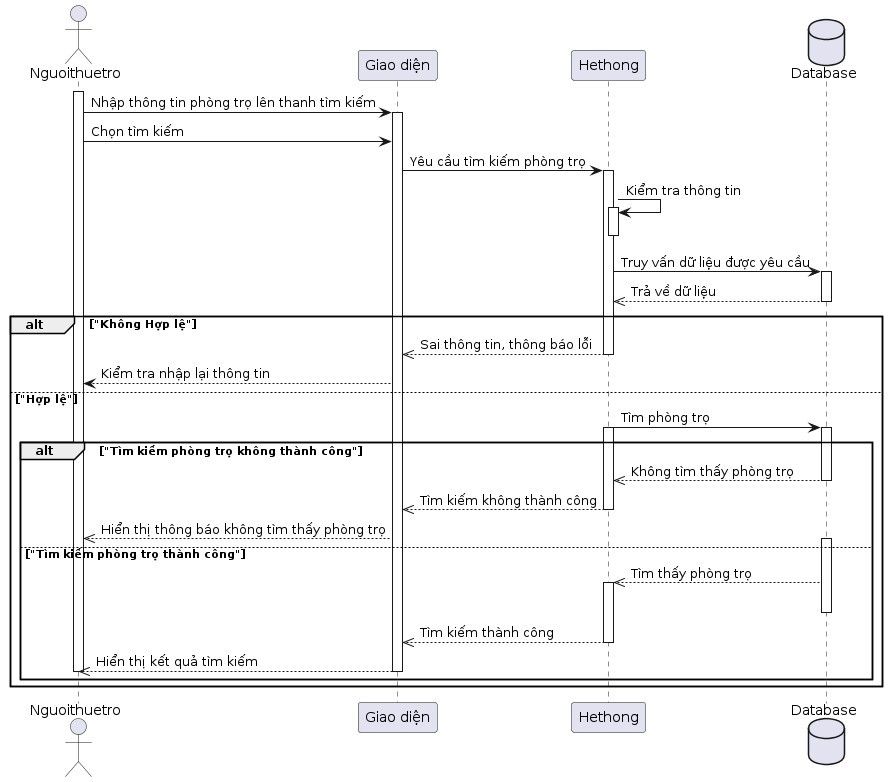 Nguoithuetro
Giao diện
Hethong
Database
Nhập thông tin phòng trọ lên thanh tìm kiếm
Chọn tìm kiếm
Yêu cầu tìm kiếm phòng trọ
Kiểm tra thông tin
Truy vấn dữ liệu được yêu cầu
Trả về dữ liệu
alt
["Không Hợp lệ"]
Sai thông tin, thông báo lỗi
Kiểm tra nhập lại thông tin
["Hợp lệ"]
Tìm phòng trọ
alt
["Tìm kiếm phòng trọ không thành công"]
Không tìm thấy phòng trọ
Tìm kiếm không thành công
Hiển thị thông báo không tìm thấy phòng trọ
["Tìm kiếm phòng trọ thành công"]
Tìm thấy phòng trọ
Tìm kiếm thành công
Hiển thị kết quả tìm kiếm
Nguoithuetro
Giao diện
Hethong
Database